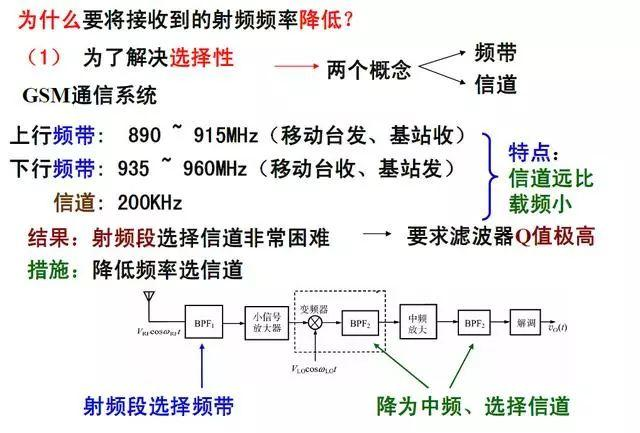 为什么要将接收到的射频频率降低？
（1） 为了解决选择性
两个概念
频带
信道
GSM通信系统
上行频带: 890 ~ 915MHz（移动台发、基站收）
下行频带: 935 ~ 960MHz（移动台收、基站发）
信道: 200KHz
特点:
信道远比
载频小
结果: 射频段选择信道非常困难
要求滤波器Q值极高
措施: 降低频率选信道
V_RF cosω_RF t
BPF₁
小信号
放大器
变频器
BPF₂
中频
放大
BPF₂
解调
v_O(t)
V_LO cosω_LO t
射频段选择频带
降为中频、选择信道